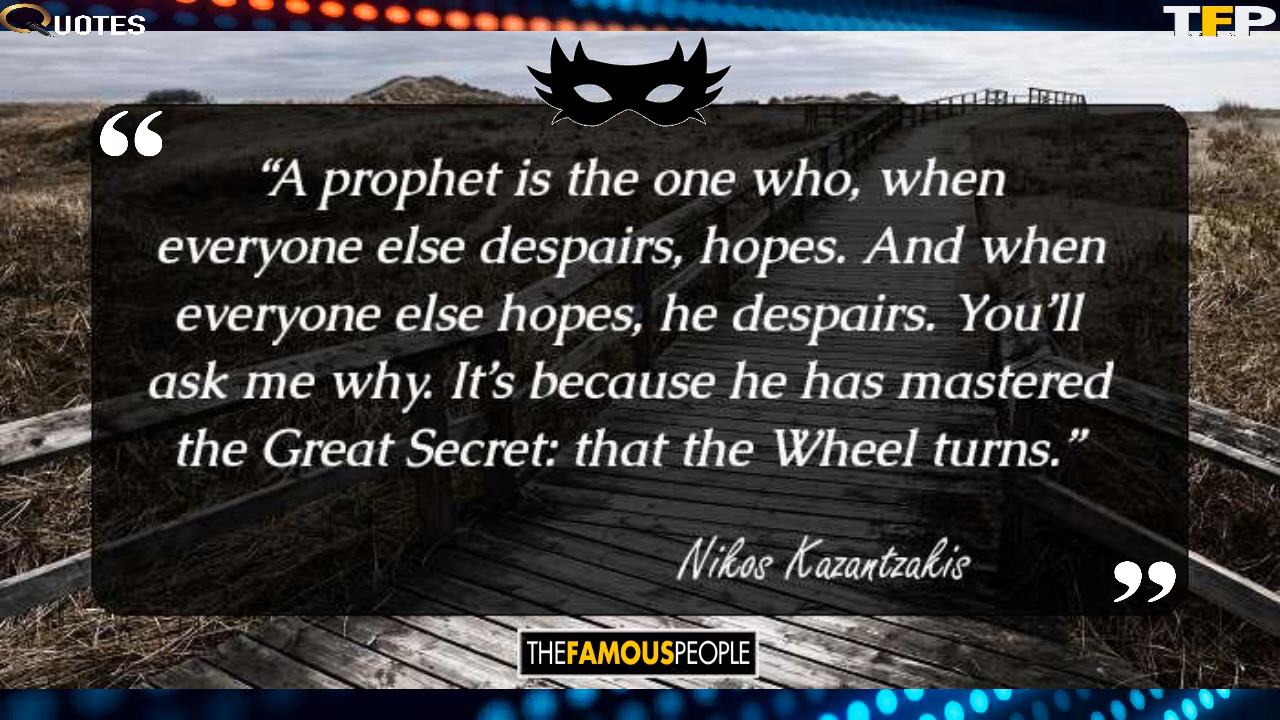 QUOTES
TFP
“
“A prophet is the one who, when
everyone else despairs, hopes. And when
everyone else hopes, he despairs. You’ll
ask me why. It’s because he has mastered
the Great Secret: that the Wheel turns.”
Nikos Kazantzakis
”
THEFAMOUSPEOPLE